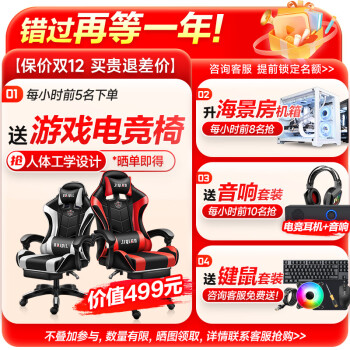 错过再等一年!
【保价双12 买贵退差价】
咨询客服 提前锁定名额>>
01 每小时前5名下单
送游戏电竞椅
抢 人体工学设计 *晒单即得
价值499元
02
升海景房机箱
每小时前8名抢
03
送音响套装
每小时前10名抢
电竞耳机+音响
04
送键鼠套装
咨询客服免费送!
不叠加参与, 数量有限, 晒图领取, 详情联系客服抢购>>